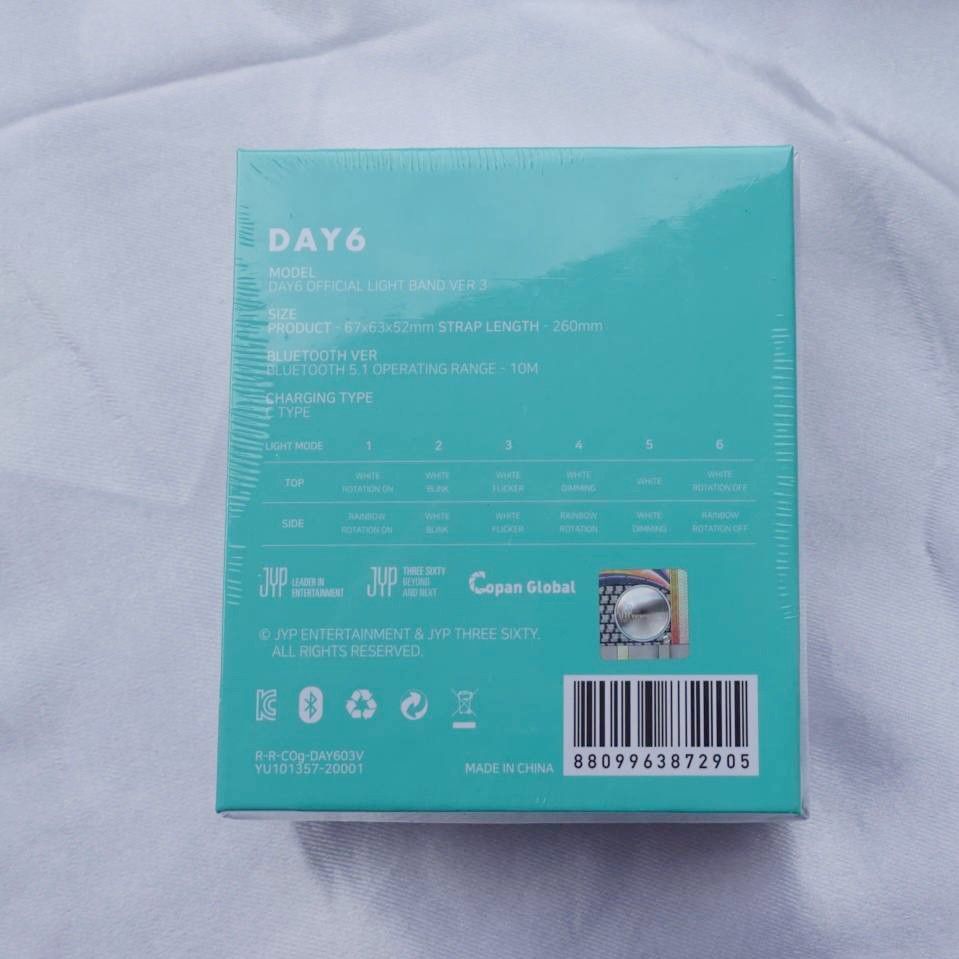 DAY6
MODEL
DAY6 OFFICIAL LIGHT BAND VER 3
SIZE
PRODUCT - 67x63x52mm STRAP LENGTH - 260mm
BLUETOOTH VER
BLUETOOTH 5.1 OPERATING RANGE - 10M
CHARGING TYPE
C TYPE
LIGHT MODE 1 2 3 4 5 6
TOP WHITE ROTATION ON WHITE BLINK WHITE FLICKER WHITE DIMMING WHITE WHITE ROTATION OFF
SIDE RAINBOW ROTATION ON WHITE BLINK WHITE FLICKER RAINBOW ROTATION WHITE DIMMING RAINBOW ROTATION OFF
JYP LEADER IN ENTERTAINMENT
JYP THREE SIXTY BEYOND AND NEXT
Copan Global
© JYP ENTERTAINMENT & JYP THREE SIXTY.
ALL RIGHTS RESERVED.
R-R-C0g-DAY603V
YU101357-20001
MADE IN CHINA
8809963872905